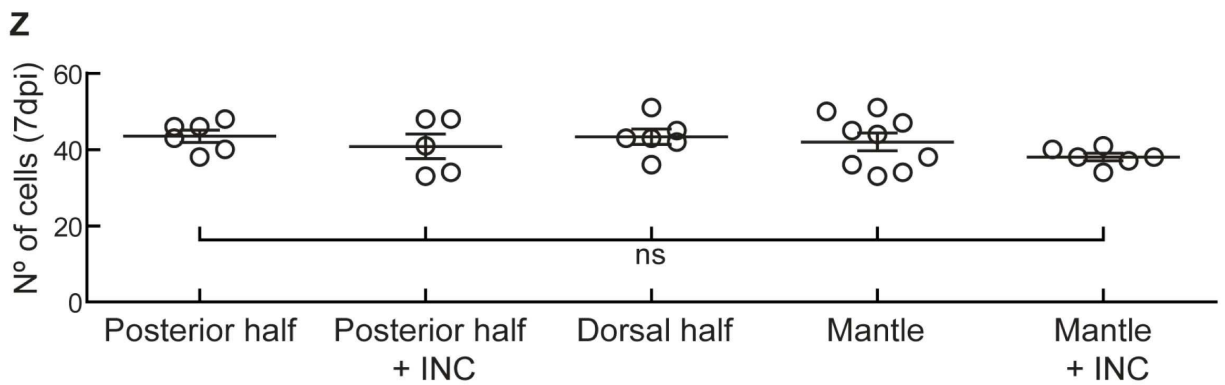 Z
Nº of cells (7dpi)
60
40
20
0
ns
Posterior half
Posterior half
+ INC
Dorsal half
Mantle
Mantle
+ INC